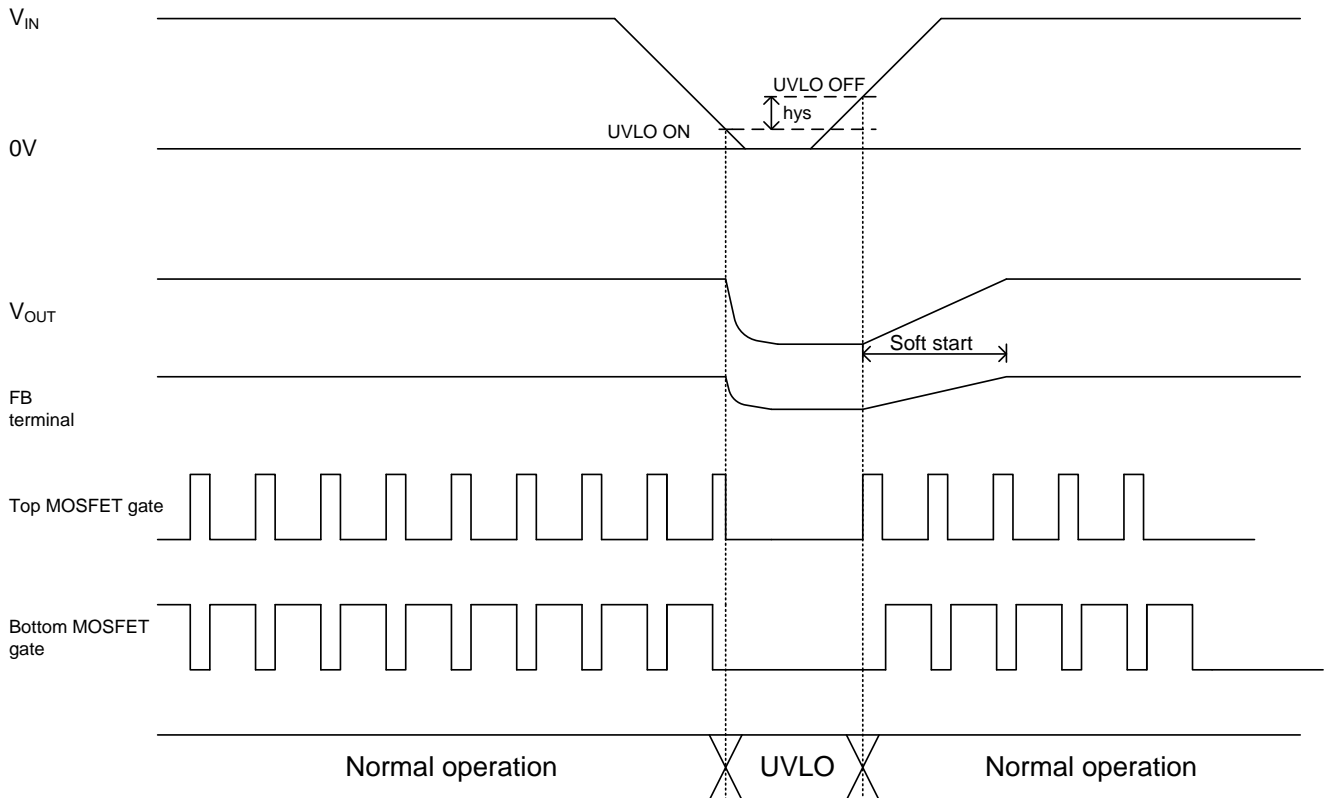 VIN
UVLO OFF
hys
UVLO ON
0V
VOUT
Soft start
FB
terminal
Top MOSFET gate
Bottom MOSFET
gate
Normal operation
UVLO
Normal operation